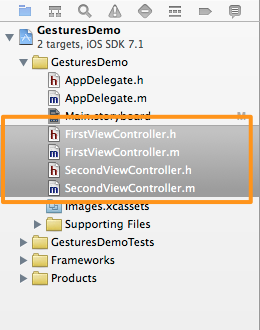 GesturesDemo
2 targets, iOS SDK 7.1
GesturesDemo
AppDelegate.h
AppDelegate.m
Main.storyboard
FirstViewController.h
FirstViewController.m
SecondViewController.h
SecondViewController.m
Images.xcassets
Supporting Files
GesturesDemoTests
Frameworks
Products